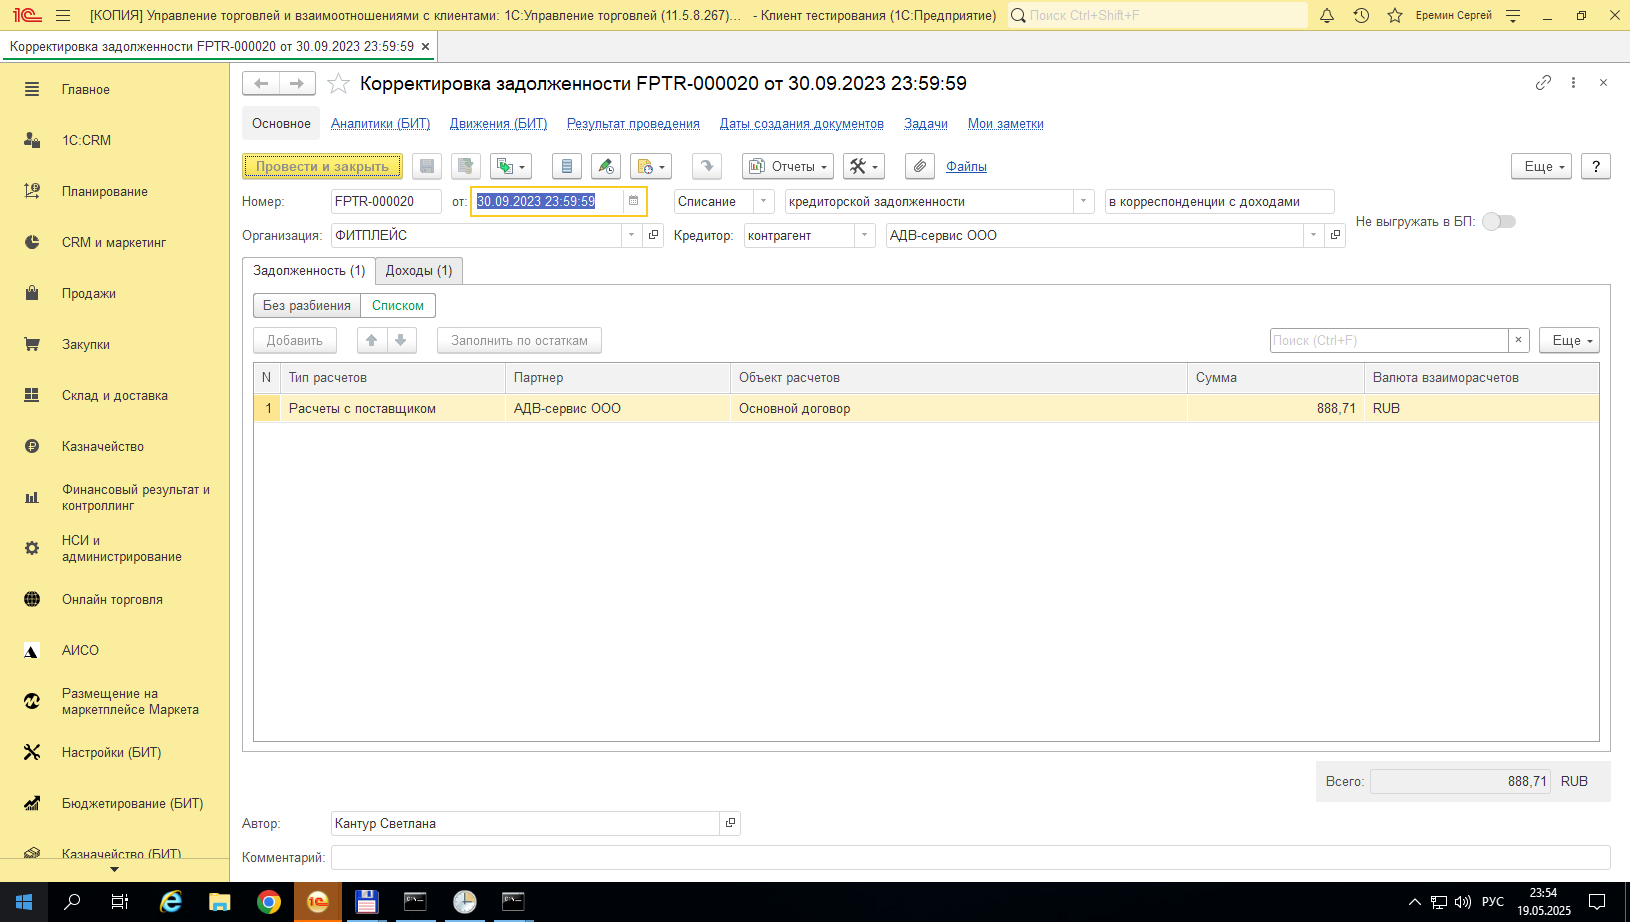 [КОПИЯ] Управление торговлей и взаимоотношениями с клиентами: 1С:Управление торговлей (11.5.8.267)... - Клиент тестирования (1С:Предприятие)
Поиск Ctrl+Shift+F
Еремин Сергей
Корректировка задолженности FPTR-000020 от 30.09.2023 23:59:59
Главное
1С:CRM
Планирование
CRM и маркетинг
Продажи
Закупки
Склад и доставка
Казначейство
Финансовый результат и
контроллинг
НСИ и
администрирование
Онлайн торговля
АИСО
Размещение на
маркетплейсе Маркета
Настройки (БИТ)
Бюджетирование (БИТ)
Казначейство (БИТ)
Корректировка задолженности FPTR-000020 от 30.09.2023 23:59:59
Основное Аналитики (БИТ) Движения (БИТ) Результат проведения Даты создания документов Задачи Мои заметки
Провести и закрыть Отчеты Файлы Еще ?
Номер: FPTR-000020 от: 30.09.2023 23:59:59 Списание кредиторской задолженности в корреспонденции с доходами
Не выгружать в БП:
Организация: ФИТПЛЕЙС Кредитор: контрагент АДВ-сервис ООО
Задолженность (1) Доходы (1)
Без разбиения Списком
Добавить Заполнить по остаткам Поиск (Ctrl+F) × Еще
N Тип расчетов Партнер Объект расчетов Сумма Валюта взаиморасчетов
1 Расчеты с поставщиком АДВ-сервис ООО Основной договор 888,71 RUB
Всего: 888,71 RUB
Автор: Кантур Светлана
Комментарий:
РУС
23:54
19.05.2025